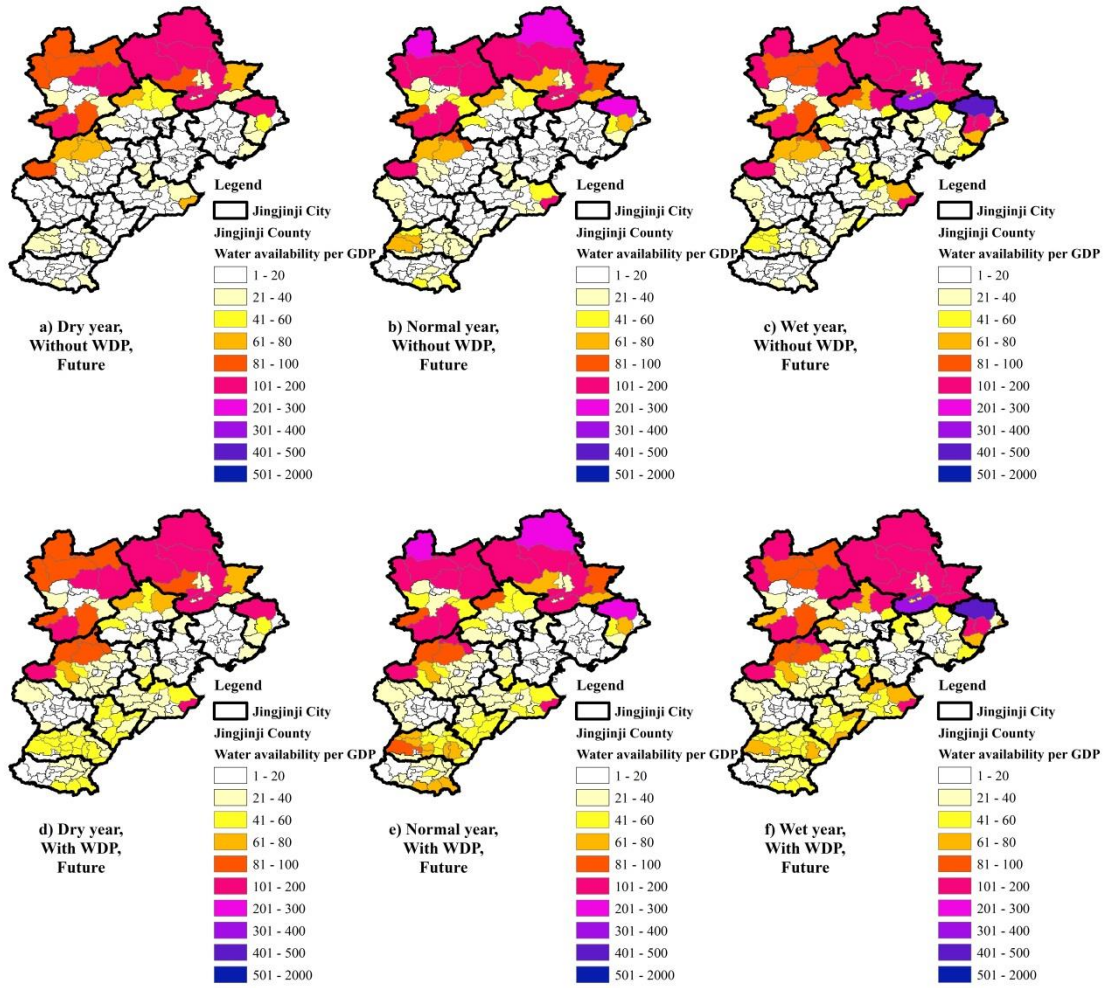 Legend
Jingjinji City
Jingjinji County
Water availability per GDP
1 - 20
21 - 40
41 - 60
61 - 80
81 - 100
101 - 200
201 - 300
301 - 400
401 - 500
501 - 2000
a) Dry year,
Without WDP,
Future
Legend
Jingjinji City
Jingjinji County
Water availability per GDP
1 - 20
21 - 40
41 - 60
61 - 80
81 - 100
101 - 200
201 - 300
301 - 400
401 - 500
501 - 2000
b) Normal year,
Without WDP,
Future
Legend
Jingjinji City
Jingjinji County
Water availability per GDP
1 - 20
21 - 40
41 - 60
61 - 80
81 - 100
101 - 200
201 - 300
301 - 400
401 - 500
501 - 2000
c) Wet year,
Without WDP,
Future
Legend
Jingjinji City
Jingjinji County
Water availability per GDP
1 - 20
21 - 40
41 - 60
61 - 80
81 - 100
101 - 200
201 - 300
301 - 400
401 - 500
501 - 2000
d) Dry year,
With WDP,
Future
Legend
Jingjinji City
Jingjinji County
Water availability per GDP
1 - 20
21 - 40
41 - 60
61 - 80
81 - 100
101 - 200
201 - 300
301 - 400
401 - 500
501 - 2000
e) Normal year,
With WDP,
Future
Legend
Jingjinji City
Jingjinji County
Water availability per GDP
1 - 20
21 - 40
41 - 60
61 - 80
81 - 100
101 - 200
201 - 300
301 - 400
401 - 500
501 - 2000
f) Wet year,
With WDP,
Future